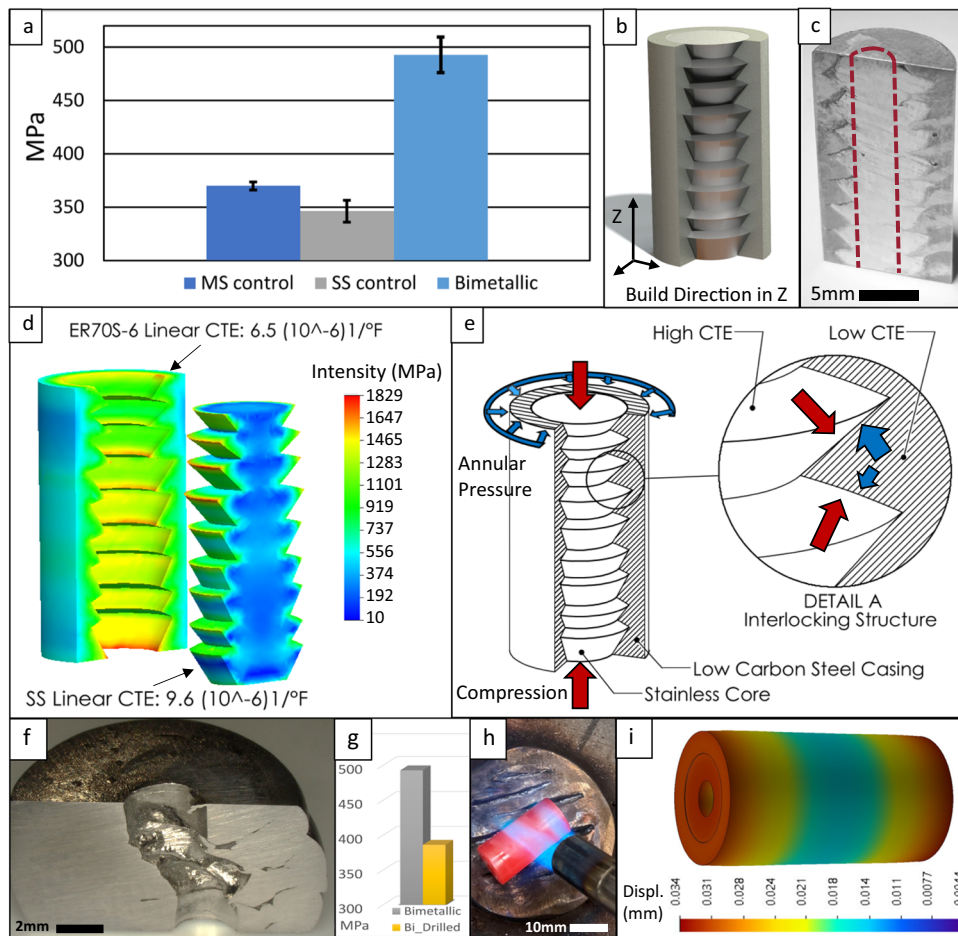 a
MPa
500
450
400
350
300
MS control
SS control
Bimetallic
b
Z
Build Direction in Z
c
5mm
d
ER70S-6 Linear CTE: 6.5 (10^-6)1/°F
Intensity (MPa)
1829
1647
1465
1283
1101
919
737
556
374
192
10
SS Linear CTE: 9.6 (10^-6)1/°F
e
High CTE
Low CTE
Annular
Pressure
DETAIL A
Interlocking Structure
Low Carbon Steel Casing
Stainless Core
Compression
f
2mm
g
500
450
400
350
300
MPa
Bimetallic
Bi_Drilled
h
10mm
i
Displ.
(mm)
0.034
0.031
0.028
0.024
0.021
0.018
0.014
0.011
0.0077
0.0044